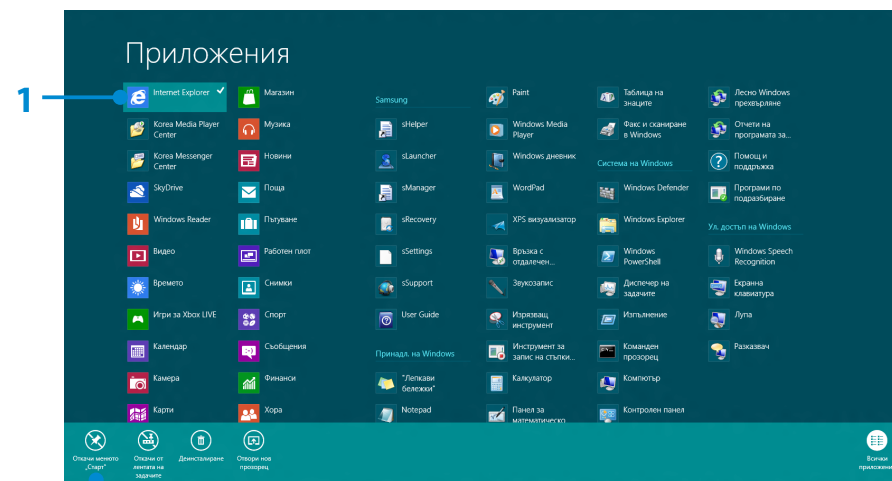 Приложения
1
Internet Explorer
Korea Media Player
Center
Korea Messenger
Center
SkyDrive
Windows Reader
Видео
Времето
Игри за Xbox LIVE
Календар
Камера
Карти
Магазин
Музика
Новини
Поща
Пътуване
Работен плот
Снимки
Спорт
Съобщения
Финанси
Хора
Samsung
sHelper
sLauncher
sManager
sRecovery
sSettings
sSupport
User Guide
Принадл. на Windows
"Лепкави
бележки"
Notepad
Paint
Windows Media
Player
Windows дневник
WordPad
XPS визуализатор
Връзка с
отдалечен...
Звукозапис
Изрязващ
инструмент
Инструмент за
запис на стъпки...
Калкулатор
Панел за
математическо
Таблица на
знаците
Факс и сканиране
в Windows
Система на Windows
Windows Defender
Windows Explorer
Windows
PowerShell
Диспечер на
задачите
Изпълнение
Команден
прозорец
Компютър
Контролен панел
Лесно Windows
прехвърляне
Отчети на
програмата за...
Помощ и
поддръжка
Програми по
подразбиране
Ул. достъп на Windows
Windows Speech
Recognition
Екранна
клавиатура
Лупа
Разказвач
Откачи менюто
„Старт"
Откачи от
лентата на
задачите
Деинсталиране
Отвори нов
прозорец
Всички
приложени